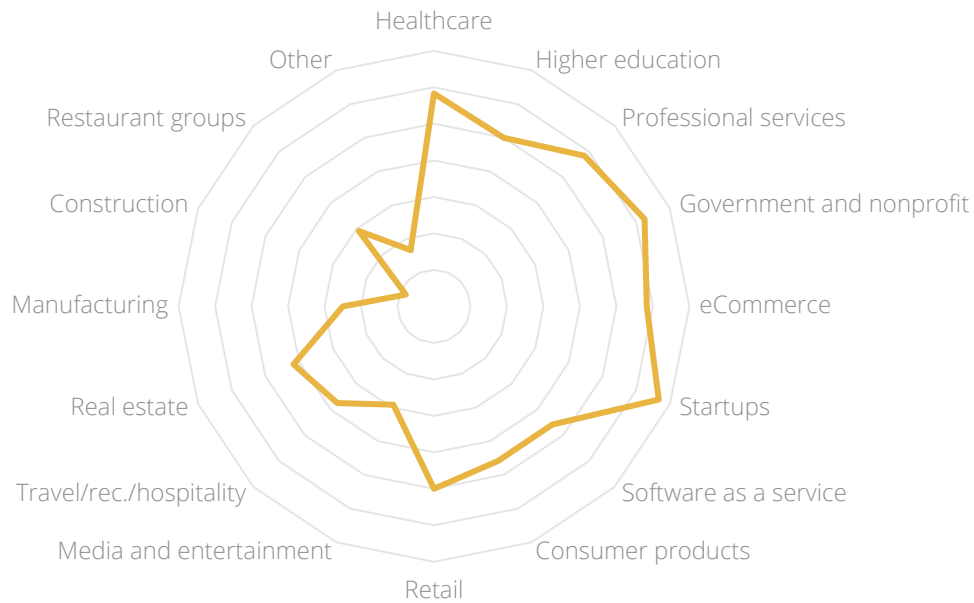 Healthcare
Other
Higher education
Restaurant groups
Professional services
Construction
Government and nonprofit
Manufacturing
eCommerce
Real estate
Startups
Travel/rec./hospitality
Software as a service
Media and entertainment
Consumer products
Retail